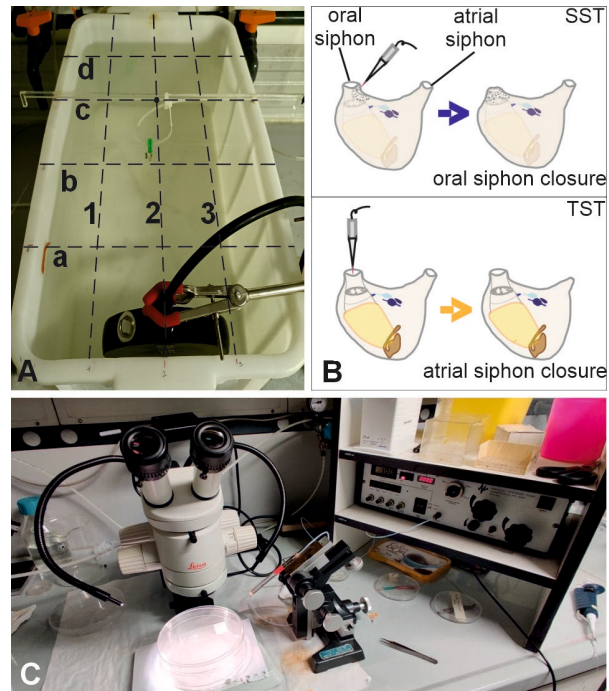 d
c
b
1 2 3
a
A
oral siphon
atrial siphon
SST
oral siphon closure
TST
atrial siphon closure
B
Leica
C